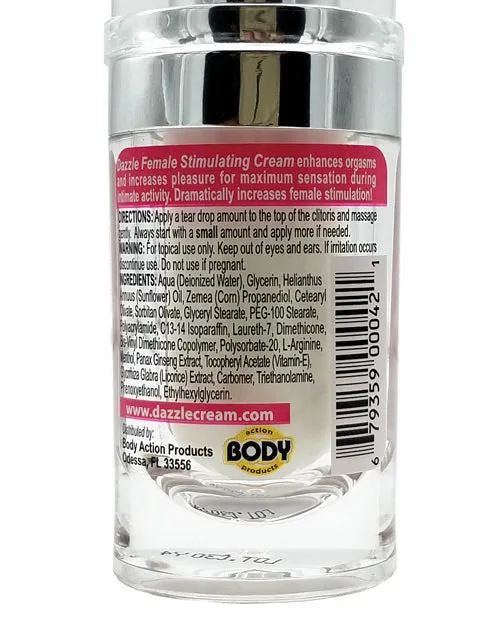 Dazzle Female Stimulating Cream enhances orgasms
and increases pleasure for maximum sensation during
intimate activity. Dramatically increases female stimulation!
DIRECTIONS: Apply a tear drop amount to the top of the clitoris and massage
gently. Always start with a small amount and apply more if needed.
WARNING: For topical use only. Keep out of eyes and ears. If irritation occurs
discontinue use. Do not use if pregnant.
INGREDIENTS: Aqua (Deionized Water), Glycerin, Helianthus
Annuus (Sunflower) Oil, Zemea (Corn) Propanediol, Cetearyl
Olivate, Sorbitan Olivate, Glyceryl Stearate, PEG-100 Stearate,
Polyacrylamide, C13-14 Isoparaffin, Laureth-7, Dimethicone,
Bis-Vinyl Dimethicone Copolymer, Polysorbate-20, L-Arginine,
Menthol, Panax Ginseng Extract, Tocopheryl Acetate (Vitamin-E),
Glycrrhiza Glabra (Licorice) Extract, Carbomer, Triethanolamine,
Phenoxyethanol, Ethylhexylglycerin.
www.dazzlecream.com
Distributed by:
Body Action Products
Odessa, FL 33556
action
BODY
products
6 79359 00042 1
LOT.